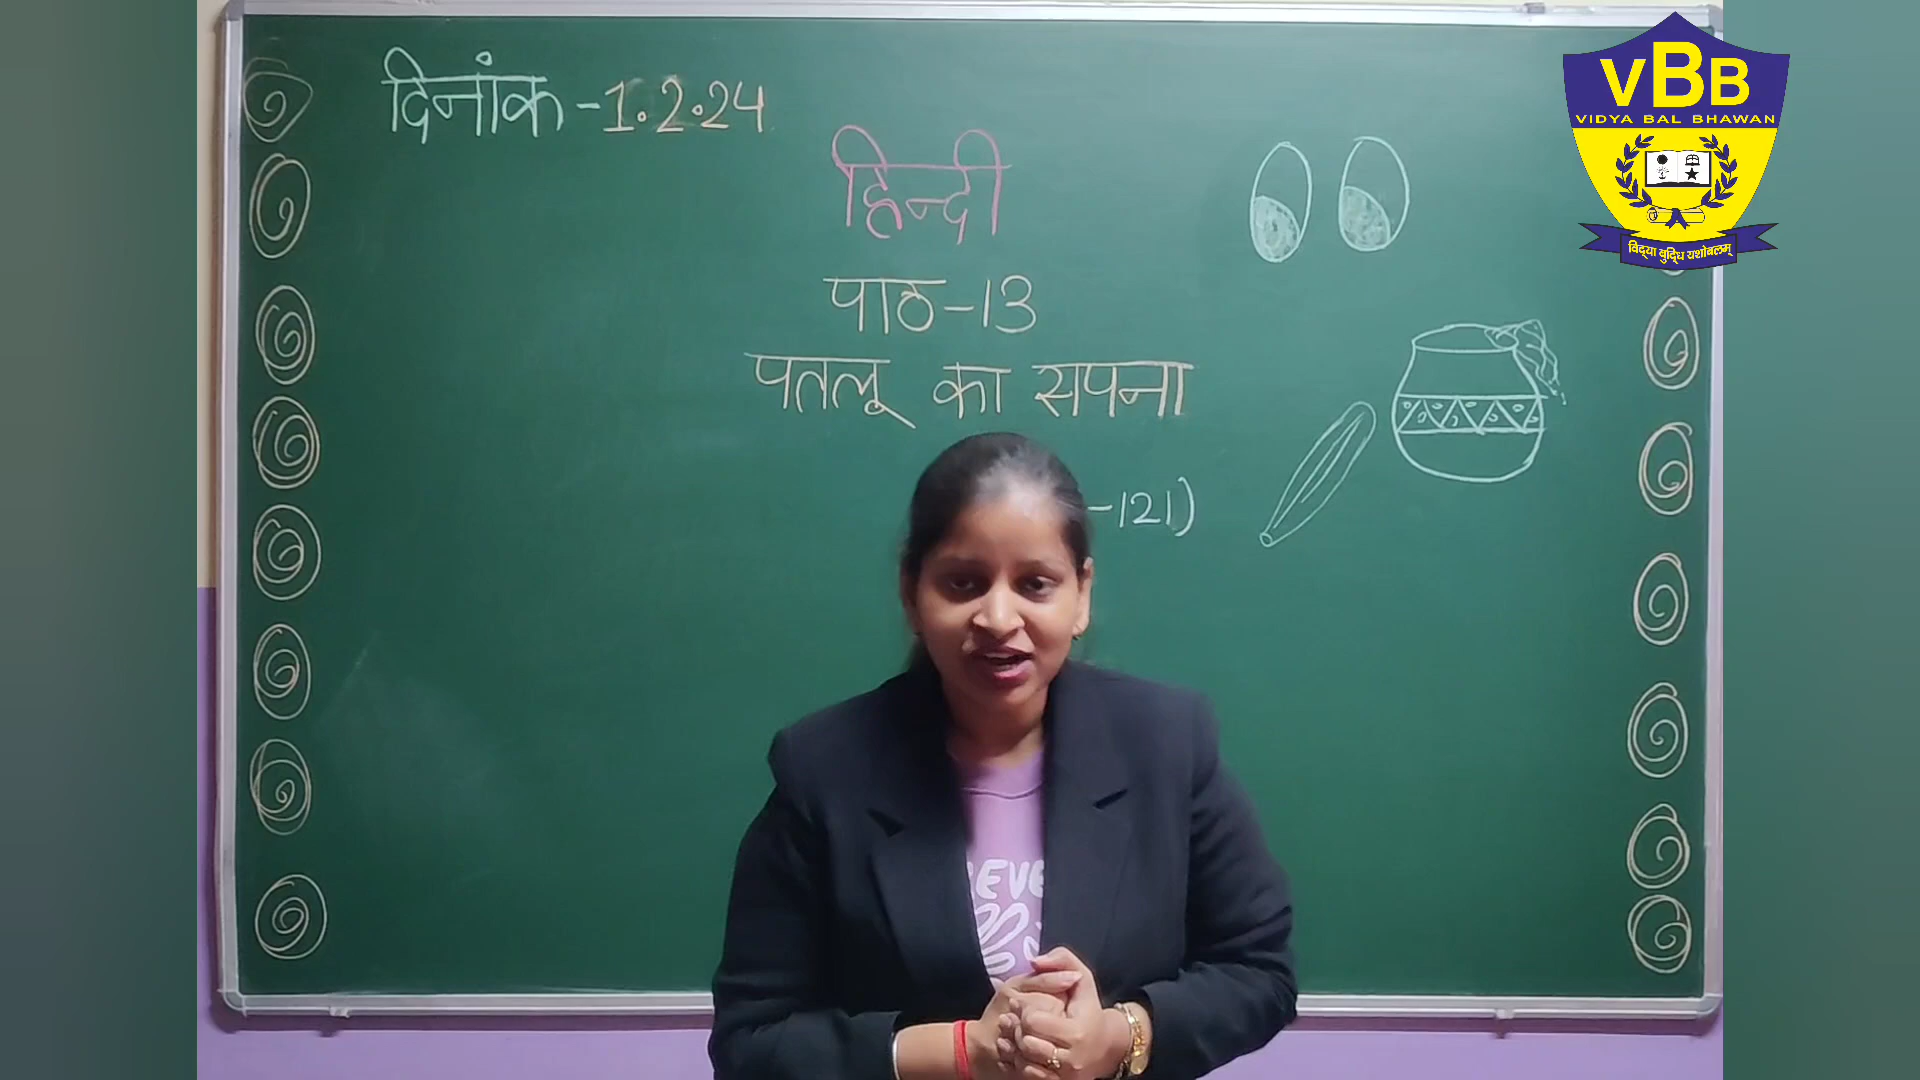 दिनांक - 1.2.24
हिन्दी
पाठ-13
पतलू का सपना
-121)
VBB
VIDYA BAL BHAWAN
विद्या बुद्धि यशोबलम्